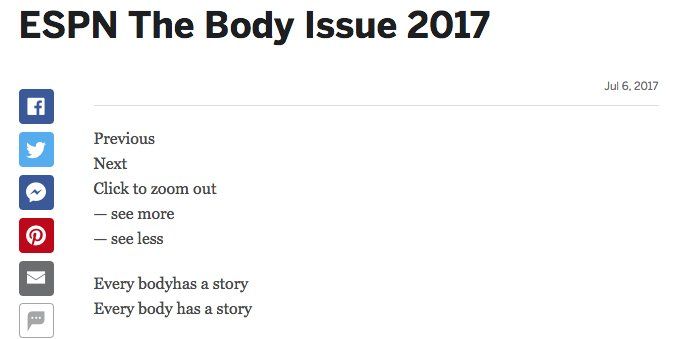 ESPN The Body Issue 2017
Jul 6, 2017
Previous
Next
Click to zoom out
— see more
— see less
Every bodyhas a story
Every body has a story